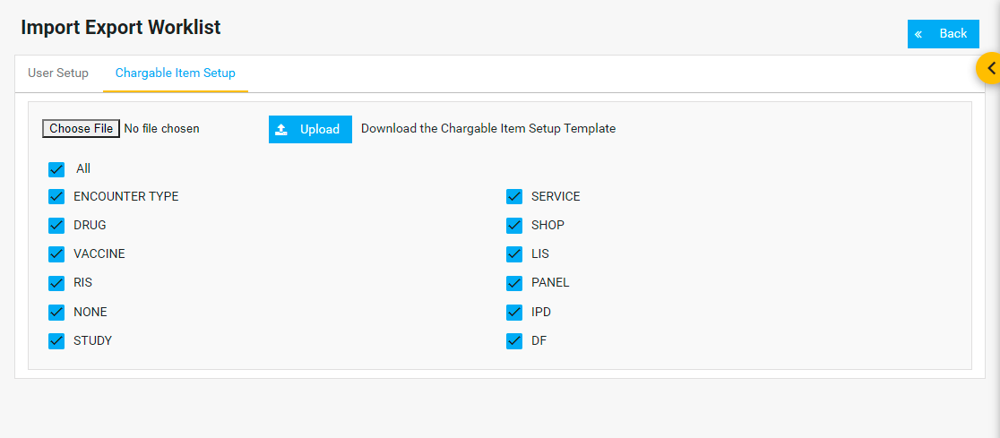 Import Export Worklist
Back
User Setup Chargable Item Setup
Choose File No file chosen Upload Download the Chargable Item Setup Template
All
ENCOUNTER TYPE SERVICE
DRUG SHOP
VACCINE LIS
RIS PANEL
NONE IPD
STUDY DF